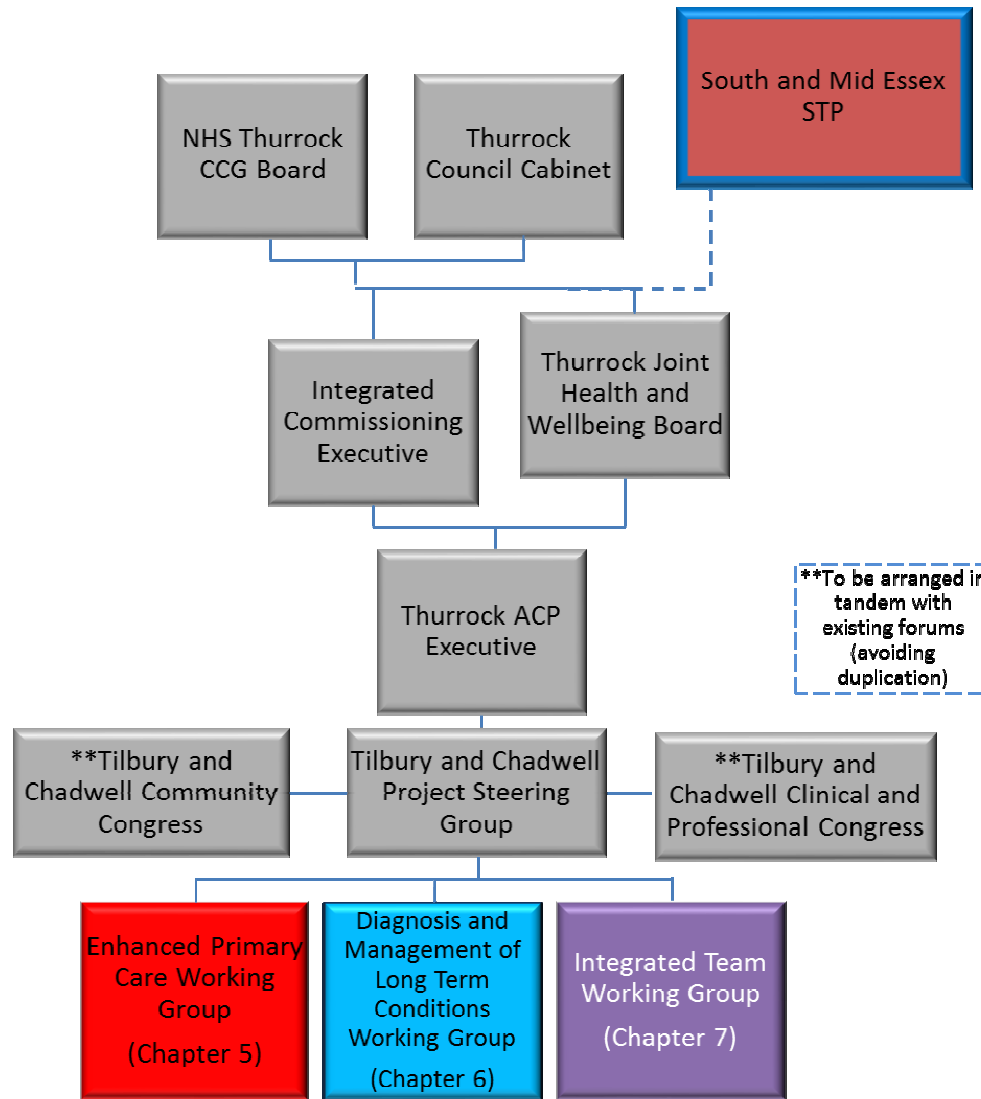 NHS Thurrock
CCG Board
Thurrock
Council Cabinet
South and Mid Essex
STP
Integrated
Commissioning
Executive
Thurrock Joint
Health and
Wellbeing Board
Thurrock ACP
Executive
**To be arranged in
tandem with
existing forums
(avoiding
duplication)
**Tilbury and
Chadwell Community
Congress
Tilbury and Chadwell
Project Steering
Group
**Tilbury and
Chadwell Clinical and
Professional Congress
Enhanced Primary
Care Working
Group
(Chapter 5)
Diagnosis and
Management of
Long Term
Conditions
Working Group
(Chapter 6)
Integrated Team
Working Group
(Chapter 7)